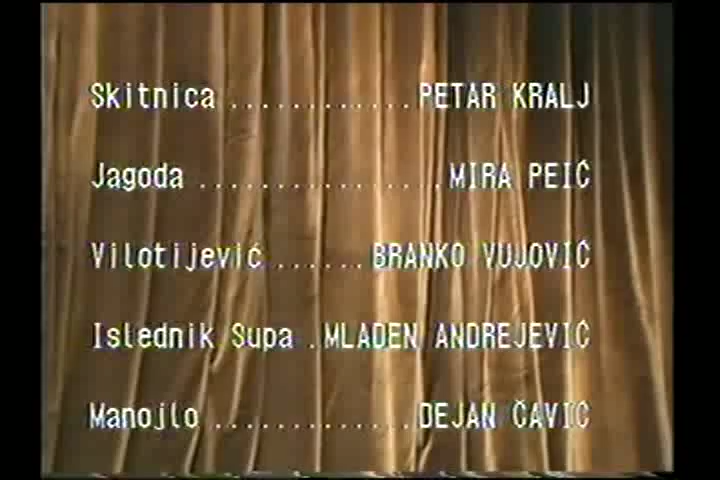 Skitnica ............PETAR KRALJ
Jagoda ................MIRA PEIĆ
Vilotijević ......BRANKO VUJOVIĆ
Islednik Supa .MLADEN ANDREJEVIĆ
Manojlo .............DEJAN ČAVIĆ